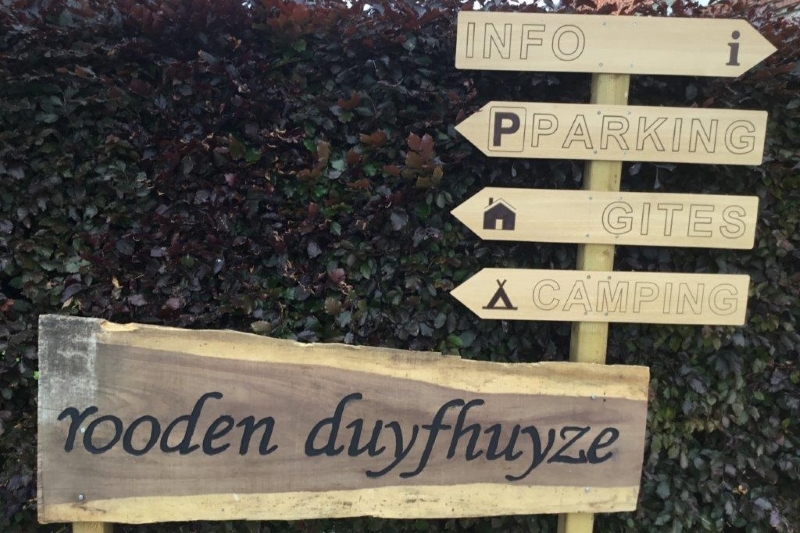 INFO i
P PARKING
GITES
CAMPING
rooden duyfhuyze